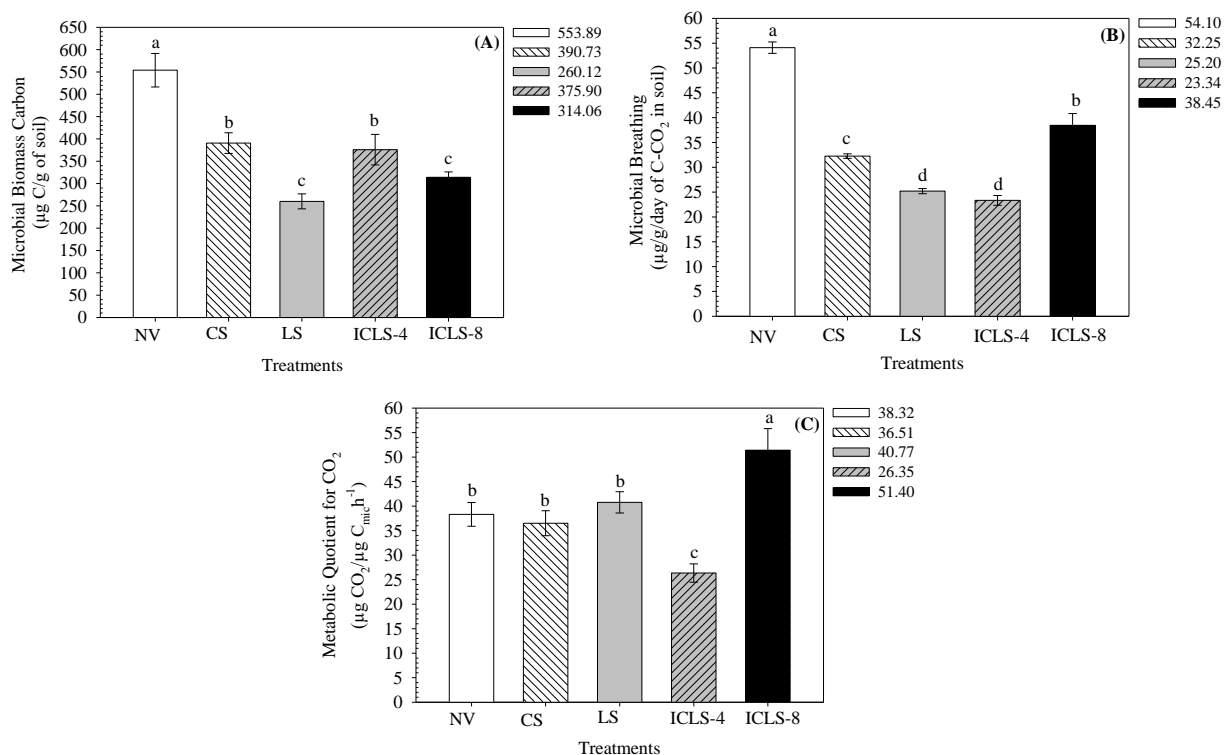 (A)
Microbial Biomass Carbon
(µg C/g of soil)
650
600
550
500
450
400
350
300
250
200
150
100
50
0
a
b
c
b
c
NV
CS
LS
ICLS-4
ICLS-8
Treatments
553.89
390.73
260.12
375.90
314.06
(B)
Microbial Breathing
(µg/g/day of C-CO₂ in soil)
60
55
50
45
40
35
30
25
20
15
10
5
0
a
c
d
d
b
NV
CS
LS
ICLS-4
ICLS-8
Treatments
54.10
32.25
25.20
23.34
38.45
(C)
Metabolic Quotient for CO₂
(µg CO₂/µg Cₘᵢc h⁻¹)
60
55
50
45
40
35
30
25
20
15
10
5
0
b
b
b
c
a
NV
CS
LS
ICLS-4
ICLS-8
Treatments
38.32
36.51
40.77
26.35
51.40